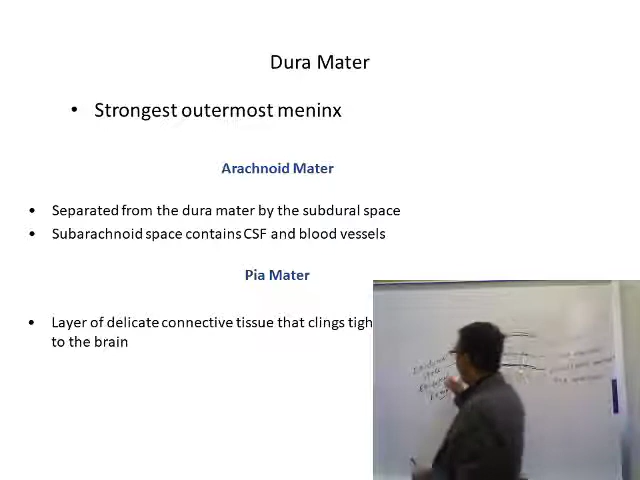 Dura Mater
• Strongest outermost meninx
Arachnoid Mater
• Separated from the dura mater by the subdural space
• Subarachnoid space contains CSF and blood vessels
Pia Mater
• Layer of delicate connective tissue that clings tigh
to the brain